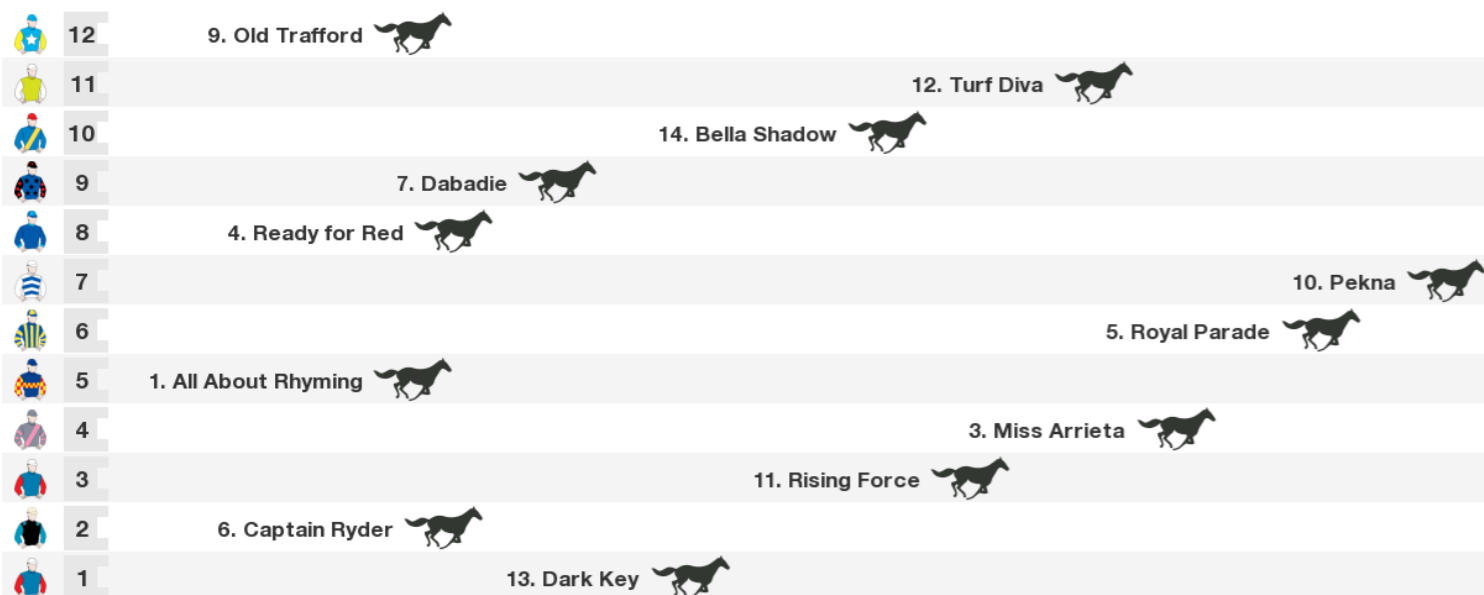 12 9. Old Trafford
11 12. Turf Diva
10 14. Bella Shadow
9 7. Dabadie
8 4. Ready for Red
7 10. Pekna
6 5. Royal Parade
5 1. All About Rhyming
4 3. Miss Arrieta
3 11. Rising Force
2 6. Captain Ryder
1 13. Dark Key